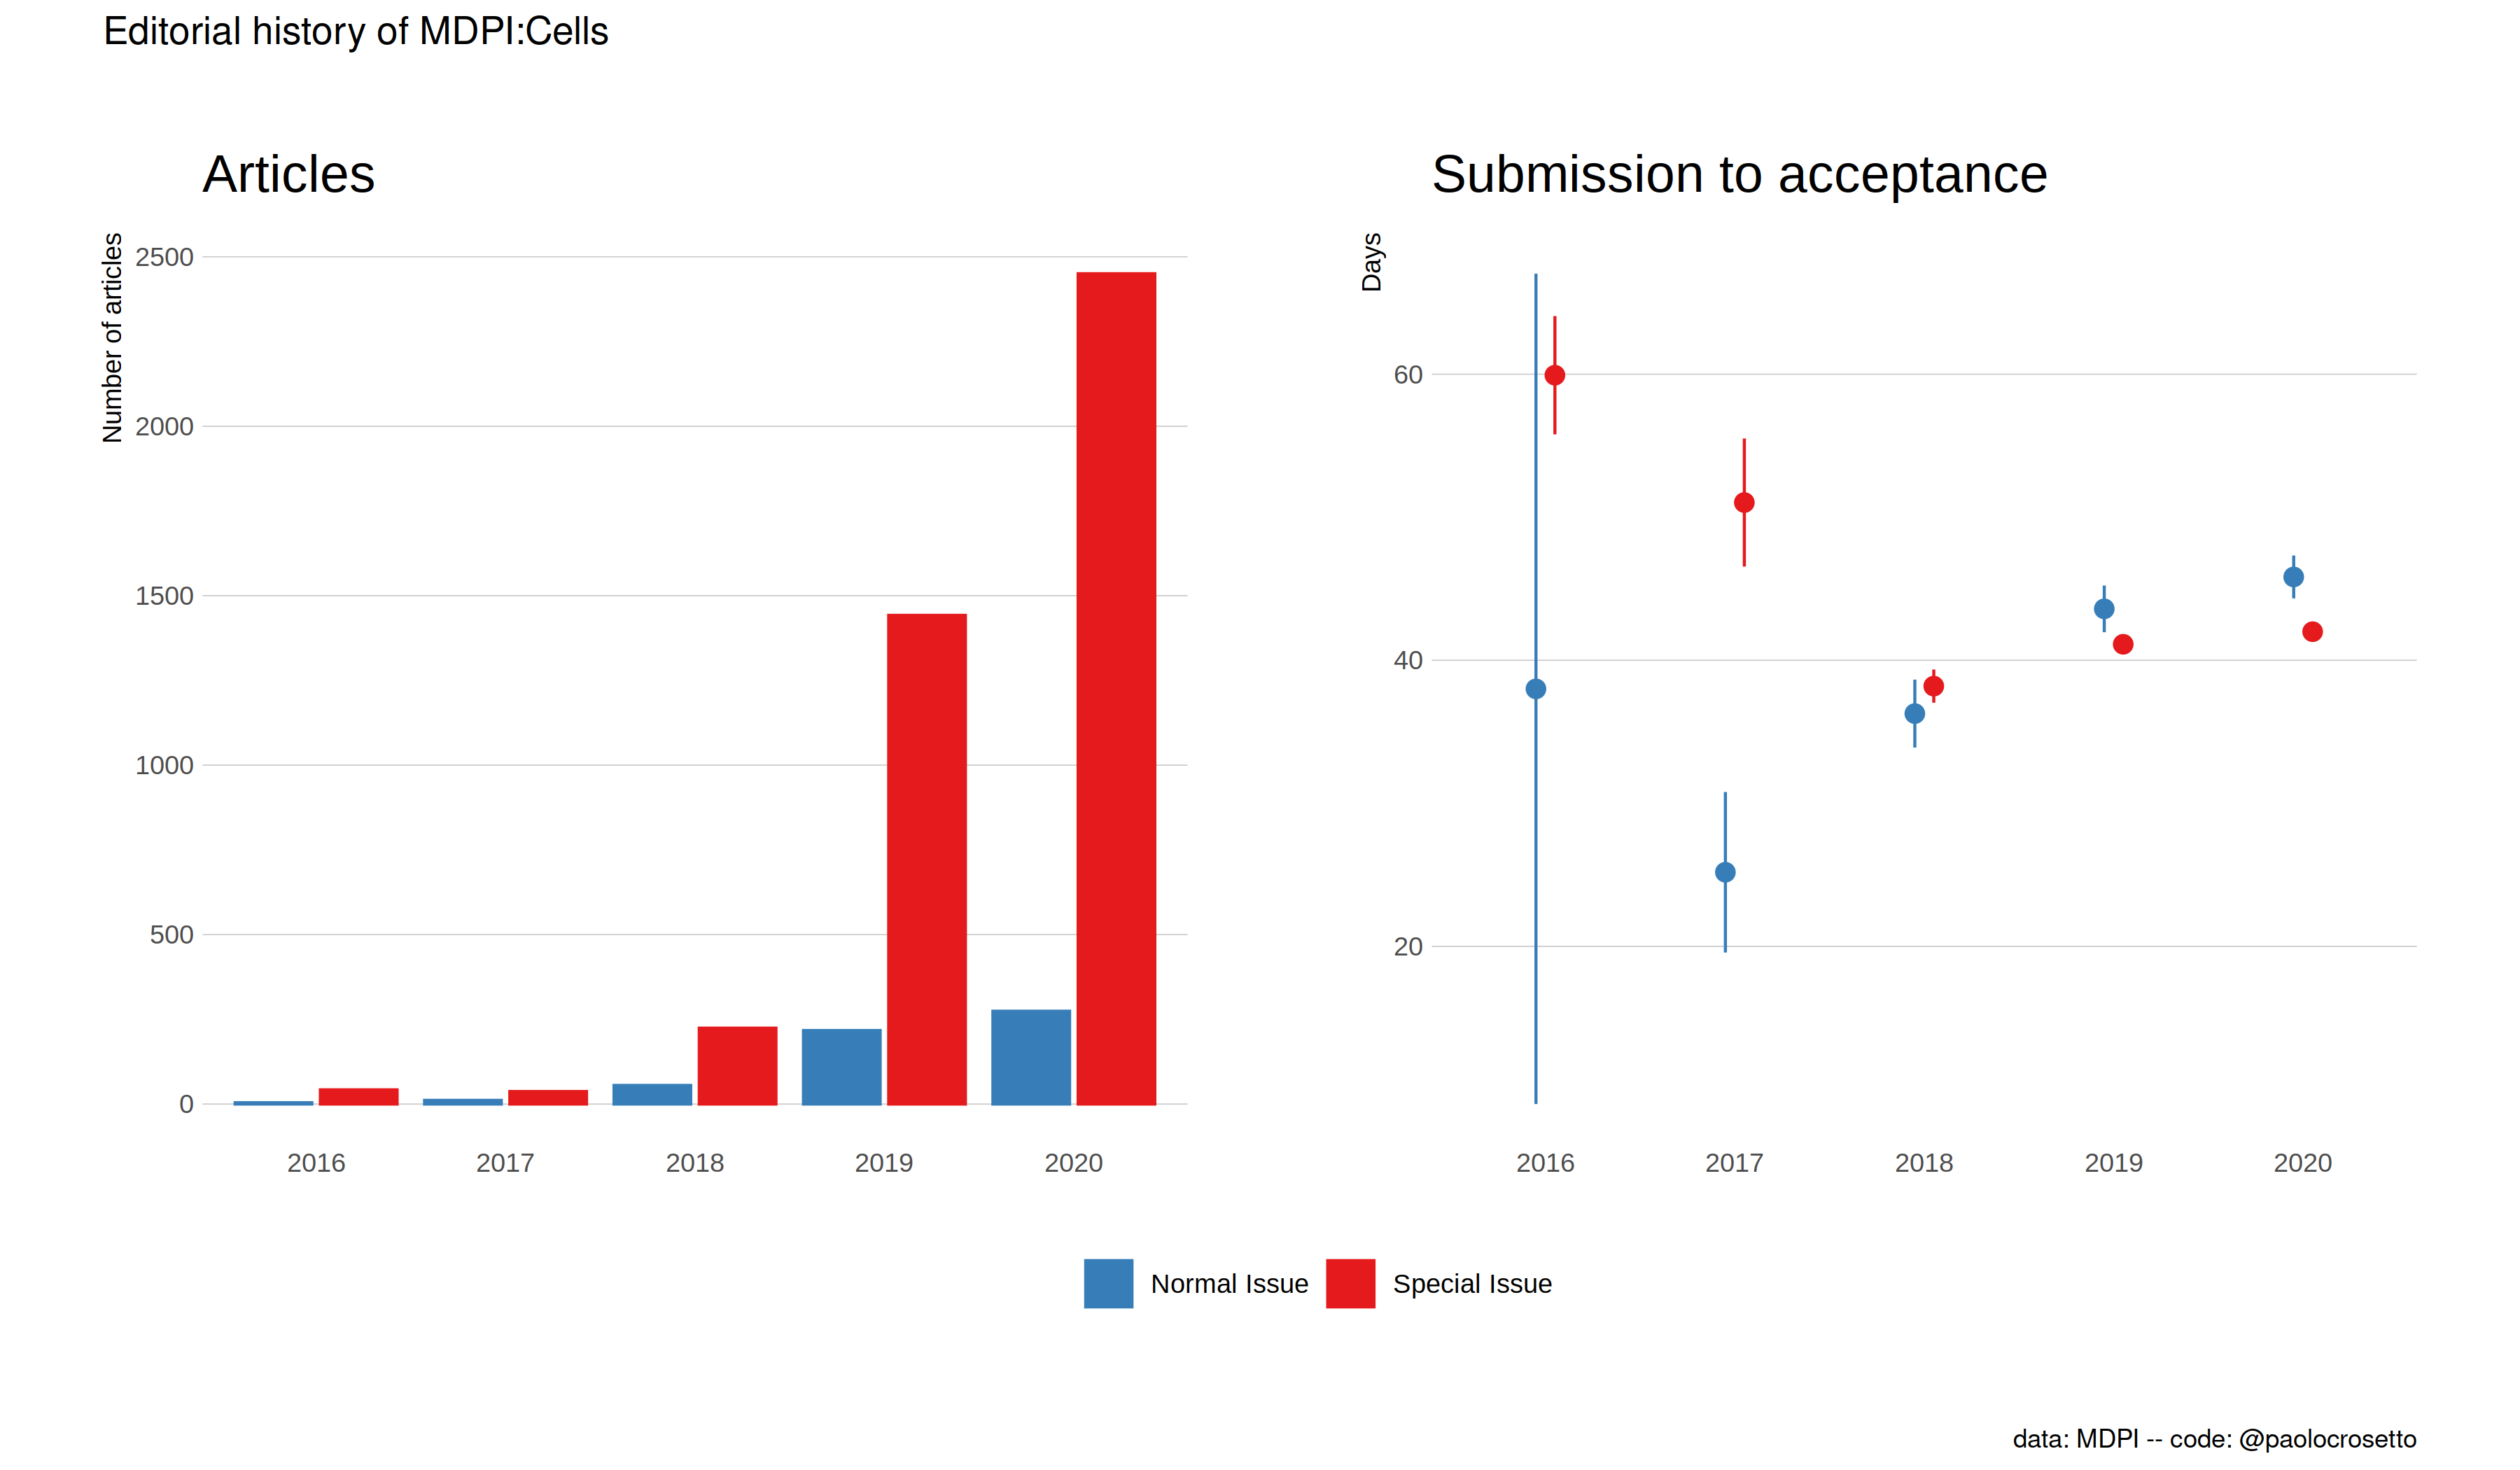 Editorial history of MDPI:Cells
Articles
Number of articles
2500
2000
1500
1000
500
0
2016 2017 2018 2019 2020
Submission to acceptance
Days
60
40
20
2016 2017 2018 2019 2020
Normal Issue Special Issue
data: MDPI -- code: @paolocrosetto